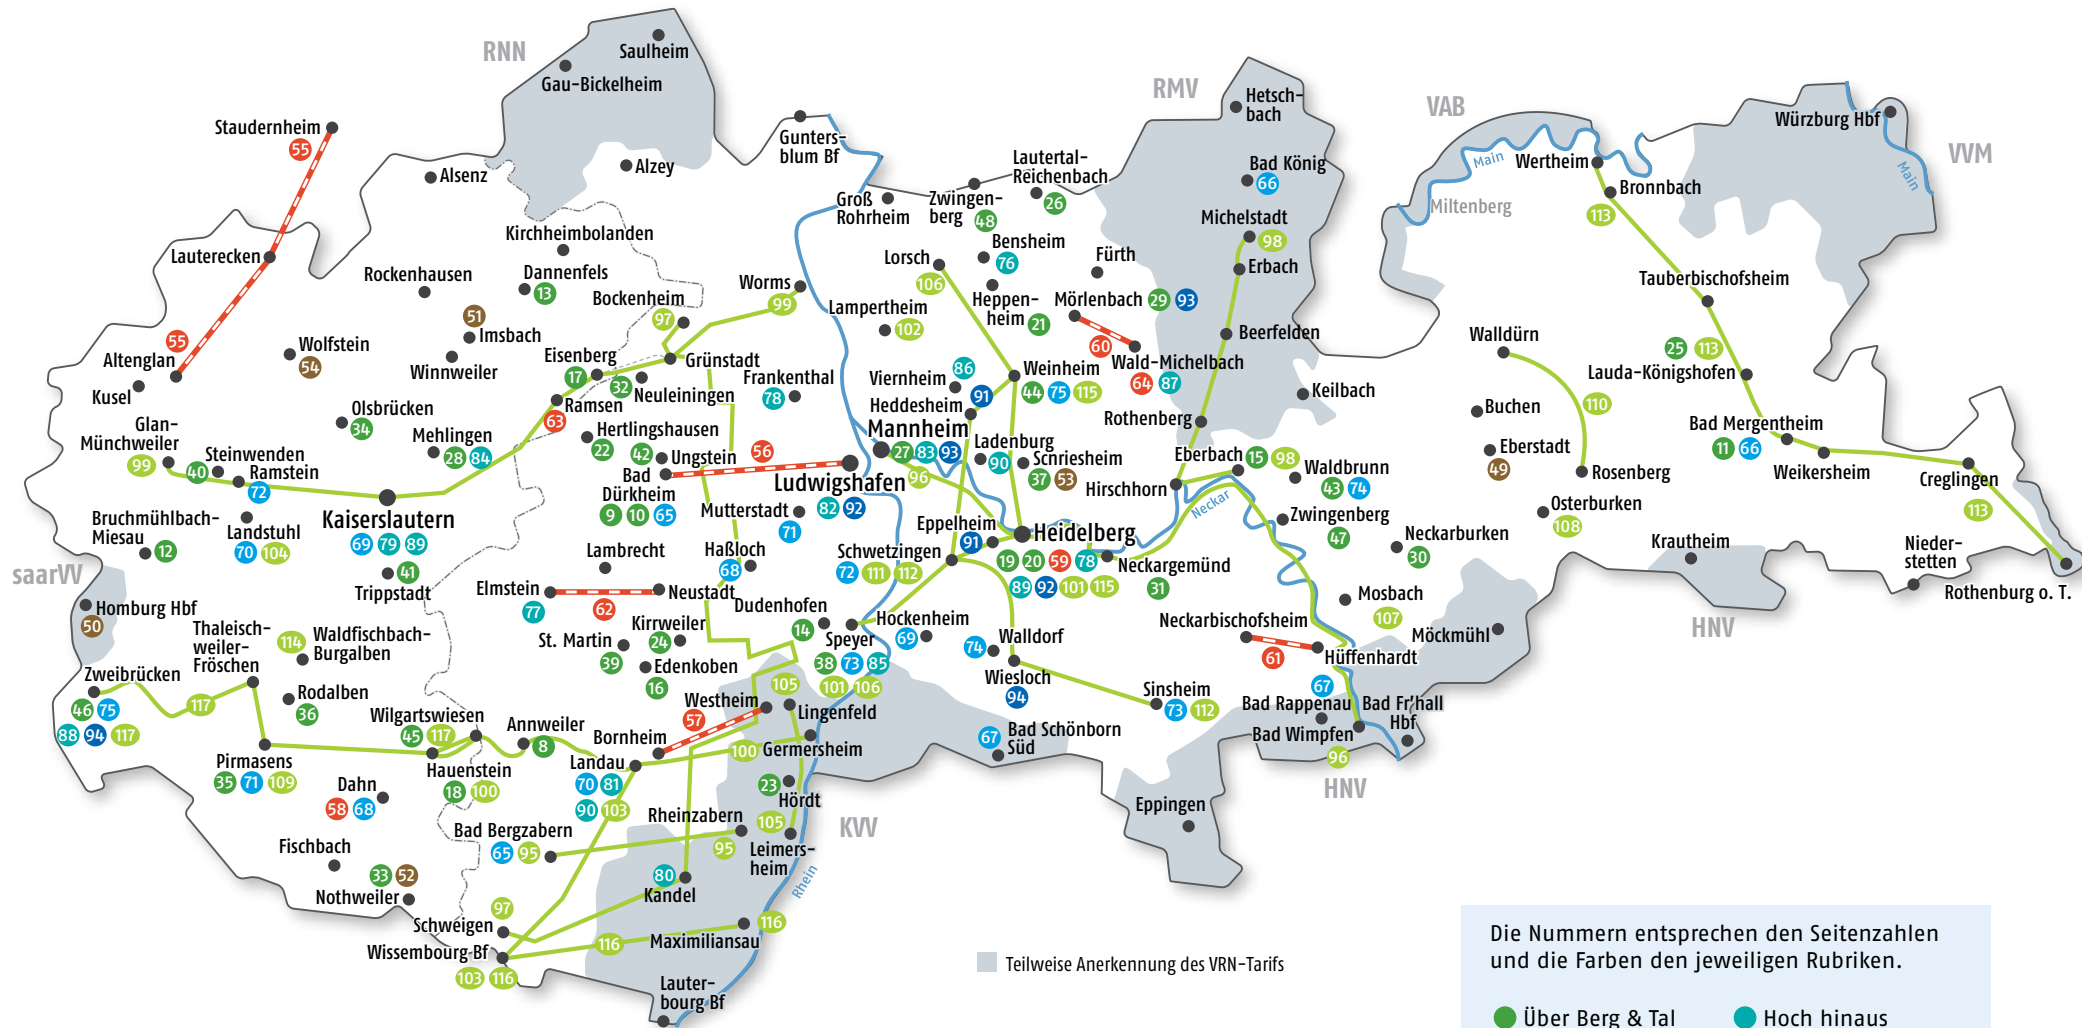 RNN
Saulheim
Gau-Bickelheim
RMV
Hetsch-
bach
VAB
Würzburg Hbf
VVM
Main
Main
Miltenberg
Staudernheim
55
Gunters-
blum Bf
Alsenz
Alzey
Lautertal-
Reichenbach
26
Bad König
66
Wertheim
Bronnbach
113
Groß
Rohrheim
Zwingen-
berg
48
Michelstadt
98
Kirchheimbolanden
Lauterecken
Bensheim
76
Fürth
Lorsch
106
Erbach
Tauberbischofsheim
Rockenhausen
Dannenfels
13
Bockenheim
97
Worms
99
Heppen-
heim
21
Mörlenbach
29 93
Lampertheim
102
51
Imsbach
Wolfstein
54
55
Altenglan
Kusel
Winnweiler
Eisenberg
17
32
Neuleiningen
Grünstadt
Beerfelden
60
Wald-Michelbach
64 87
Walldürn
25 113
Lauda-Königshofen
Frankenthal
78
86
Viernheim
91
Heddesheim
Weinheim
44 75 115
Keilbach
Buchen
110
Glan-
Münchweiler
99
Olsbrücken
34
Mehlingen
28 84
Ramsen
63
Hertlingshausen
22
42
Ungstein
56
Mannheim
27 83 93
Ladenburg
90
Schriesheim
37 53
Rothenberg
Eberbach
15 98
Waldbrunn
43 74
Eberstadt
49
Bad Mergentheim
11 66
Weikersheim
Rosenberg
Steinwenden
40
Ramstein
72
Bad
Dürkheim
9 10 65
Ludwigshafen
82 92
96
Hirschhorn
Neckar
Creglingen
113
Bruchmühlbach-
Miesau
12
Landstuhl
70 104
Kaiserslautern
69 79 89
Mutterstadt
71
Eppelheim
91
Heidelberg
19 20 59 78
89 92 101 115
Zwingenberg
47
Osterburken
108
Neckarburken
30
Krautheim
Nieder-
stetten
Rothenburg o. T.
saarVV
Homburg Hbf
50
41
Trippstadt
Lambrecht
Haßloch
68
Schwetzingen
72 111 112
Neckargemünd
31
Elmstein
77
62
Neustadt
Dudenhofen
14
Mosbach
107
Möckmühl
HNV
Thaleisch-
weiler-
Fröschen
114
Waldfischbach-
Burgalben
St. Martin
39
Kirrweiler
24
Speyer
38 73 85
101 106
Hockenheim
69
74
Walldorf
Neckarbischofsheim
61
Hüffenhardt
67
Zweibrücken
46 75
88 94 117
117
Rodalben
36
Edenkoben
16
Westheim
57
105
Lingenfeld
Wiesloch
94
Sinsheim
73 112
Bad Rappenau
Bad Fr'hall
Hbf
Bad Wimpfen
96
Wilgartswiesen
45 117
Annweiler
8
Bornheim
100
Germersheim
67
Bad Schönborn
Süd
HNV
Pirmasens
35 71 109
Hauenstein
18 100
Landau
70 81
90 103
23
Hördt
105
Dahn
58 68
Eppingen
Rheinzabern
95
Leimers-
heim
KVV
Rhein
Bad Bergzabern
65 95
Fischbach
33 52
Nothweiler
80
Kandel
97
Schweigen
116
Maximiliansau
116
Wissembourg Bf
103 116
Lauter-
bourg Bf
Teilweise Anerkennung des VRN-Tarifs
Die Nummern entsprechen den Seitenzahlen
und die Farben den jeweiligen Rubriken.
Über Berg & Tal
Hoch hinaus